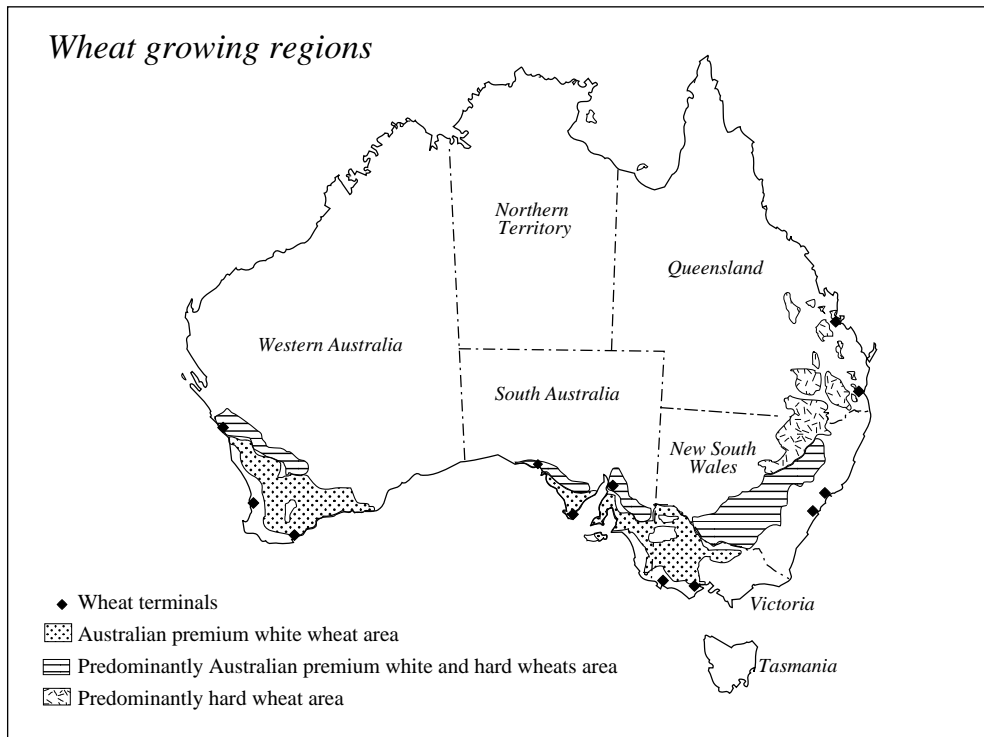 Wheat growing regions
Northern
Territory
Queensland
Western Australia
South Australia
New South
Wales
Victoria
Tasmania
Wheat terminals
Australian premium white wheat area
Predominantly Australian premium white and hard wheats area
Predominantly hard wheat area